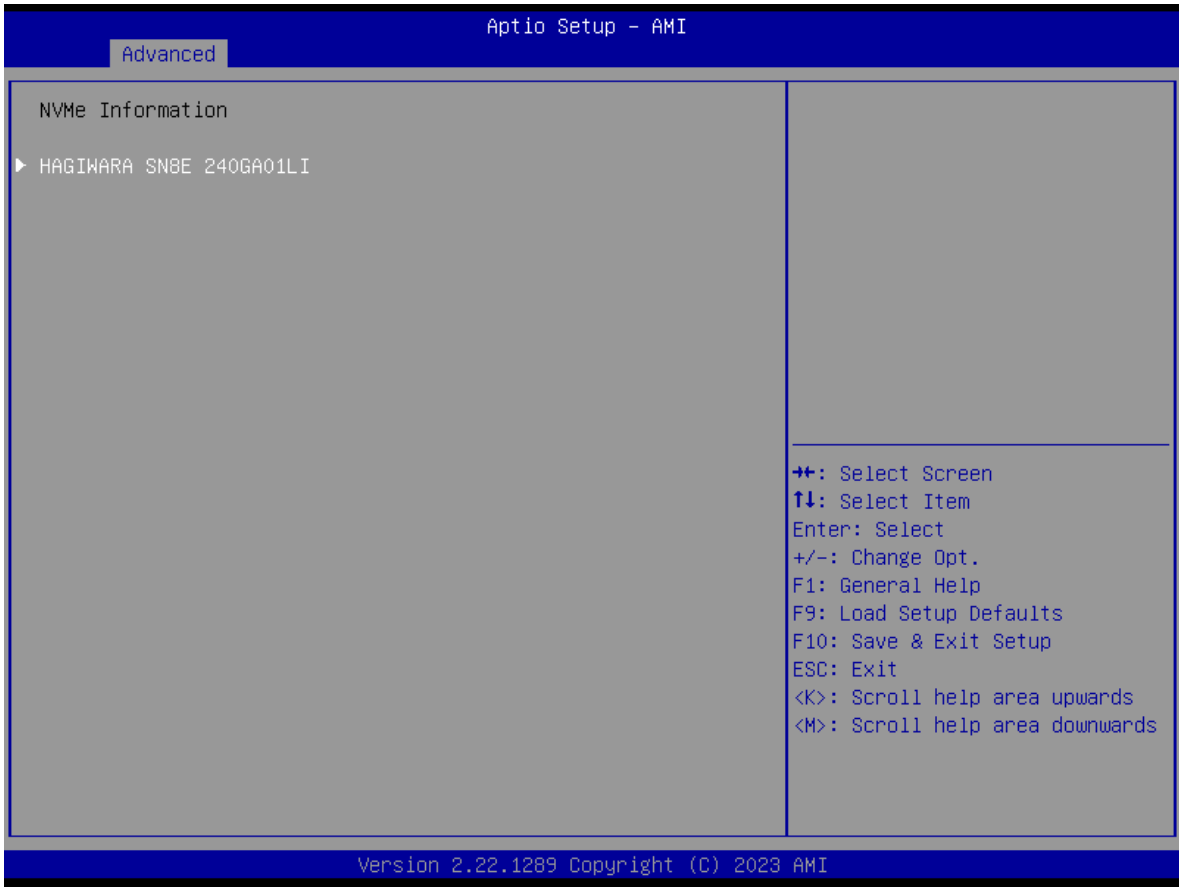 Aptio Setup - AMI
Advanced
NVMe Information
HAGIWARA SN8E 240GA01LI
→←: Select Screen
↑↓: Select Item
Enter: Select
+/-: Change Opt.
F1: General Help
F9: Load Setup Defaults
F10: Save & Exit Setup
ESC: Exit
<K>: Scroll help area upwards
<M>: Scroll help area downwards
Version 2.22.1289 Copyright (C) 2023 AMI